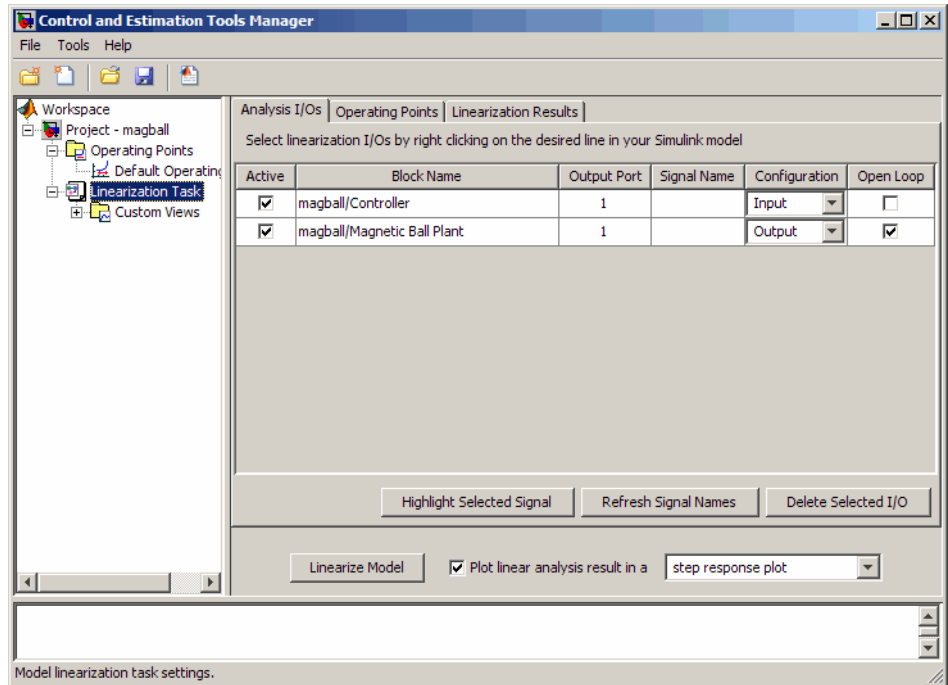 Control and Estimation Tools Manager
File Tools Help
Workspace
Project - magball
Operating Points
Default Operating
Linearization Task
Custom Views
Analysis I/Os Operating Points Linearization Results
Select linearization I/Os by right clicking on the desired line in your Simulink model
Active Block Name Output Port Signal Name Configuration Open Loop
magball/Controller 1 Input
magball/Magnetic Ball Plant 1 Output
Highlight Selected Signal Refresh Signal Names Delete Selected I/O
Linearize Model Plot linear analysis result in a step response plot
Model linearization task settings.